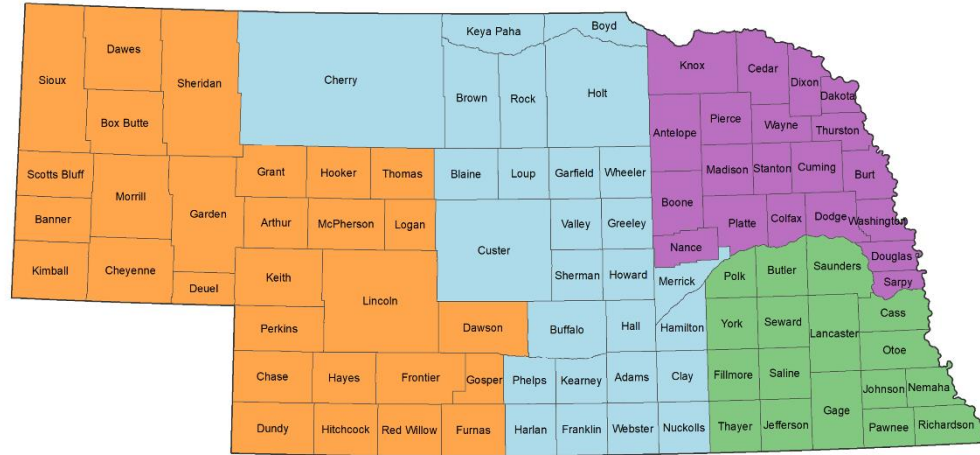 Boyd
Keya Paha
Dawes
Knox
Cedar
Dixon
Sioux
Cherry
Sheridan
Brown
Rock
Holt
Dakota
Box Butte
Antelope
Pierce
Wayne
Thurston
Scotts Bluff
Grant
Hooker
Thomas
Blaine
Loup
Garfield
Wheeler
Madison
Stanton
Cuming
Burt
Morrill
Garden
Boone
Banner
Arthur
McPherson
Logan
Valley
Greeley
Platte
Colfax
Dodge
Washington
Custer
Nance
Douglas
Kimball
Cheyenne
Keith
Sherman
Howard
Merrick
Polk
Butler
Saunders
Sarpy
Deuel
Lincoln
Cass
Perkins
Dawson
Buffalo
Hall
Hamilton
York
Seward
Lancaster
Otoe
Chase
Hayes
Frontier
Gosper
Phelps
Kearney
Adams
Clay
Fillmore
Saline
Johnson
Nemaha
Gage
Dundy
Hitchcock
Red Willow
Furnas
Harlan
Franklin
Webster
Nuckolls
Thayer
Jefferson
Pawnee
Richardson